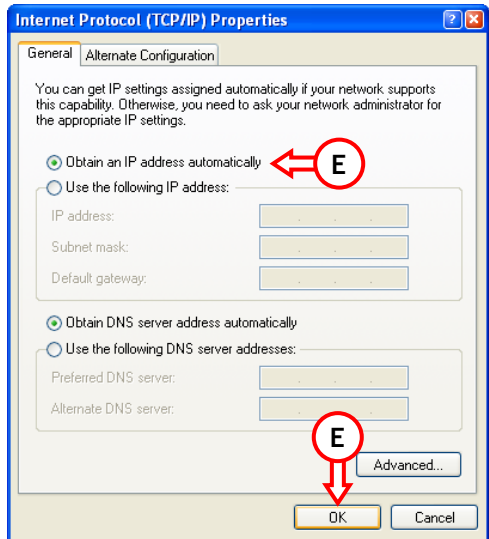 Internet Protocol (TCP/IP) Properties
General Alternate Configuration
You can get IP settings assigned automatically if your network supports
this capability. Otherwise, you need to ask your network administrator for
the appropriate IP settings.
Obtain an IP address automatically E
Use the following IP address:
IP address:
Subnet mask:
Default gateway:
Obtain DNS server address automatically
Use the following DNS server addresses:
Preferred DNS server:
Alternate DNS server:
E
Advanced...
OK Cancel